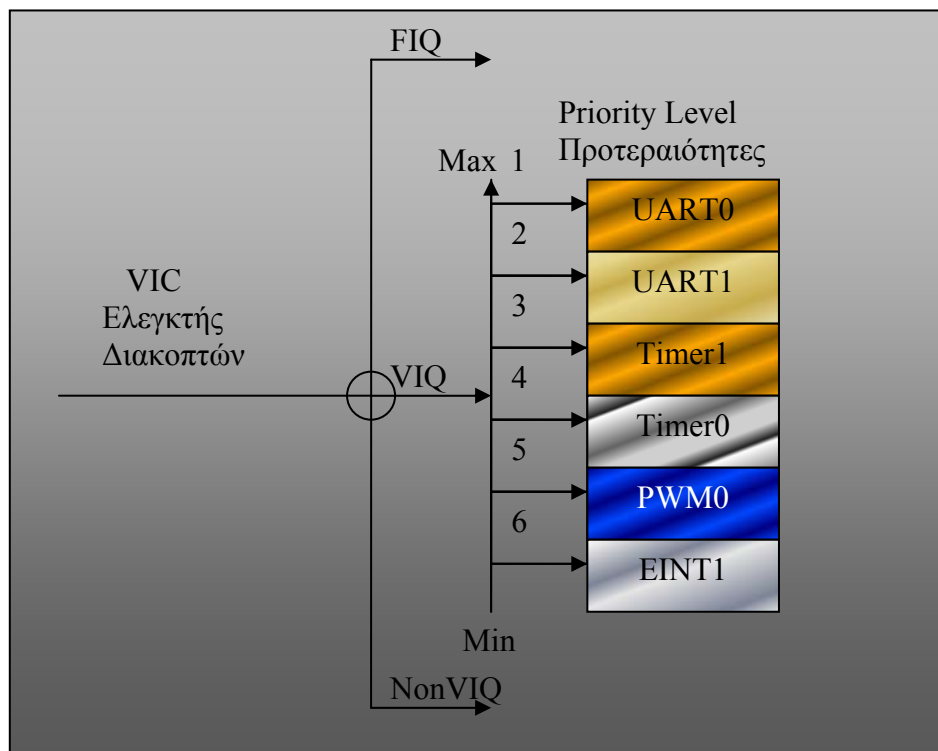 FIQ
Priority Level
Προτεραιότητες
Max 1
UART0
2
UART1
3
VIC
Ελεγκτής
Διακοπτών
Timer1
VIQ
4
Timer0
5
PWM0
6
EINT1
Min
NonVIQ